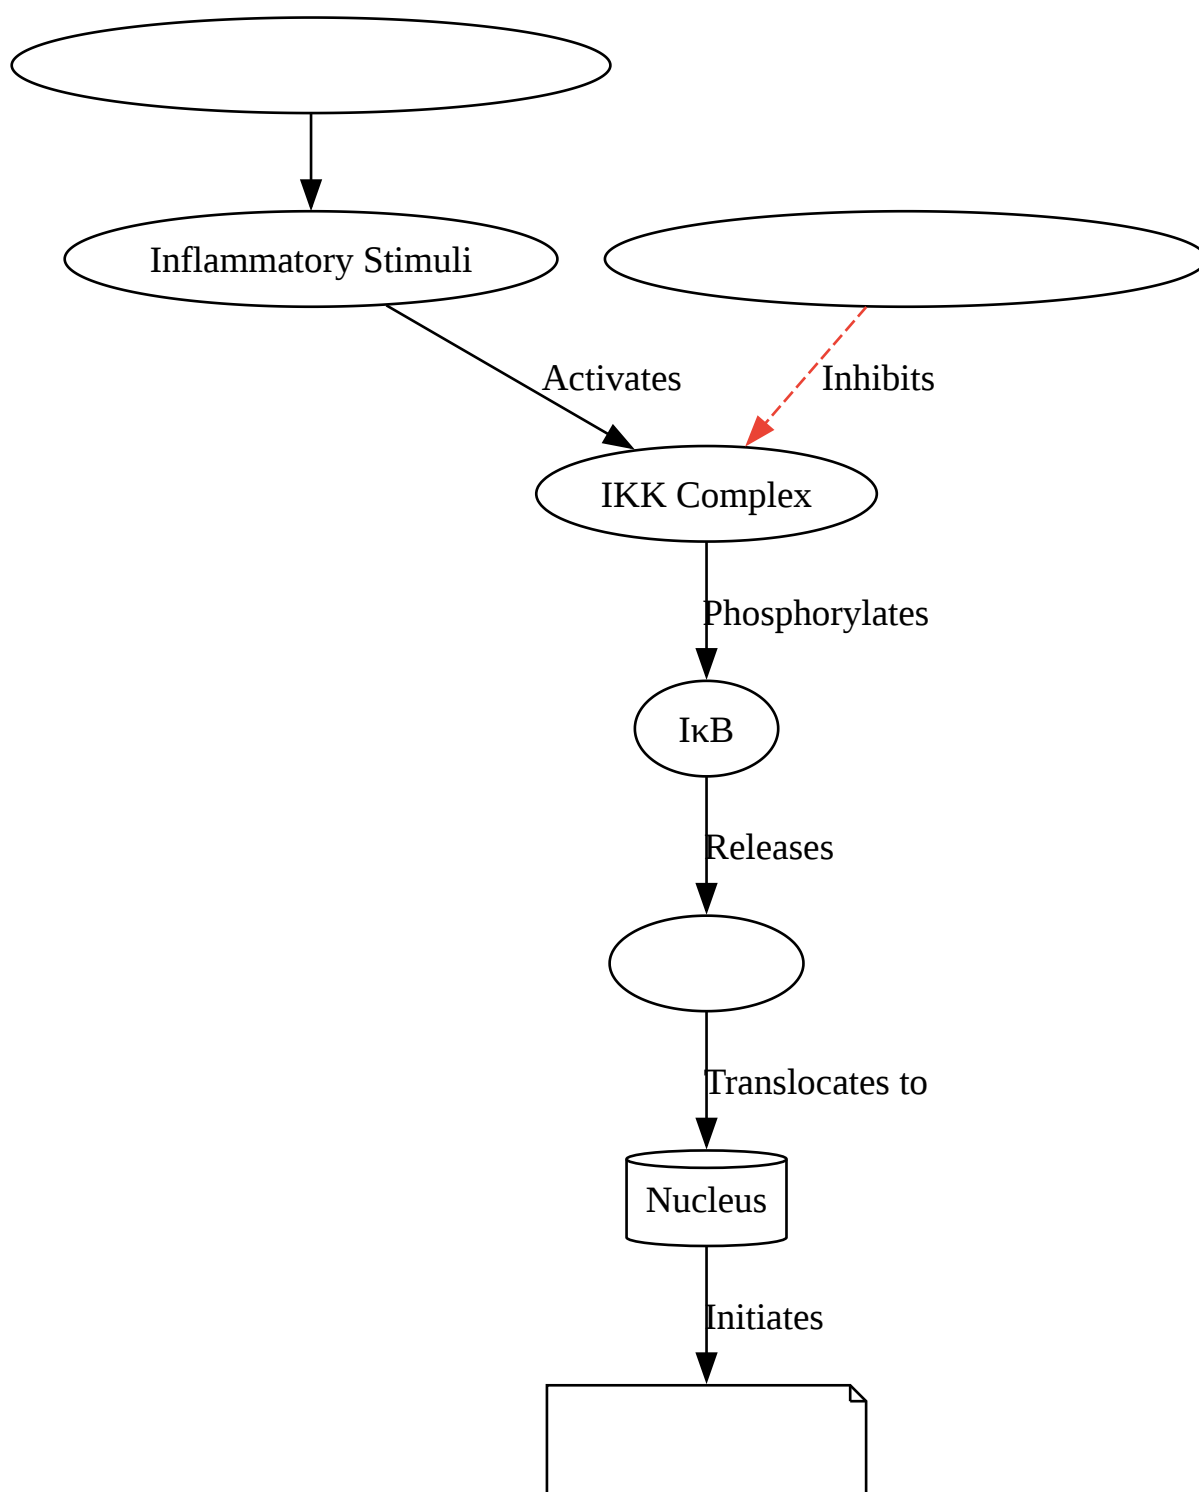 Inflammatory Stimuli
Activates
Inhibits
IKK Complex
Phosphorylates
IκB
Releases
Translocates to
Nucleus
Initiates